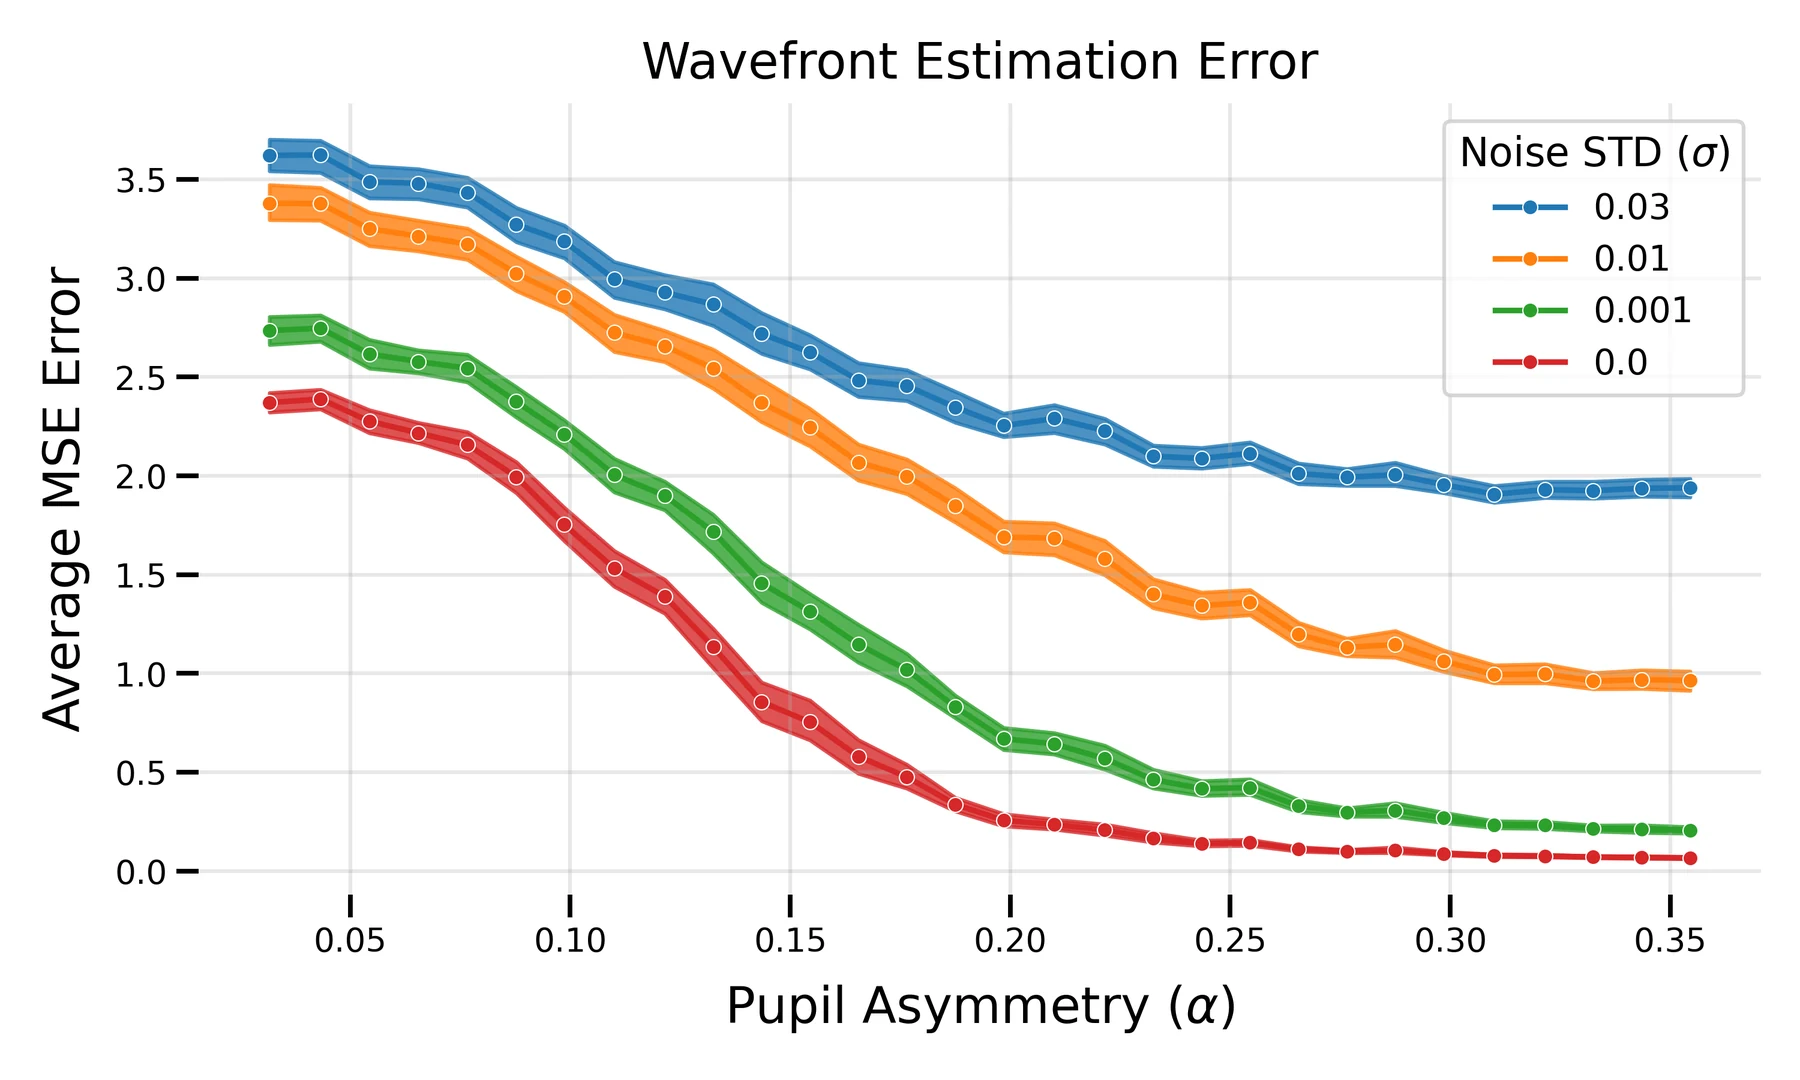 Wavefront Estimation Error
Average MSE Error
3.5
3.0
2.5
2.0
1.5
1.0
0.5
0.0
Noise STD (σ)
0.03
0.01
0.001
0.0
0.05 0.10 0.15 0.20 0.25 0.30 0.35
Pupil Asymmetry (α)